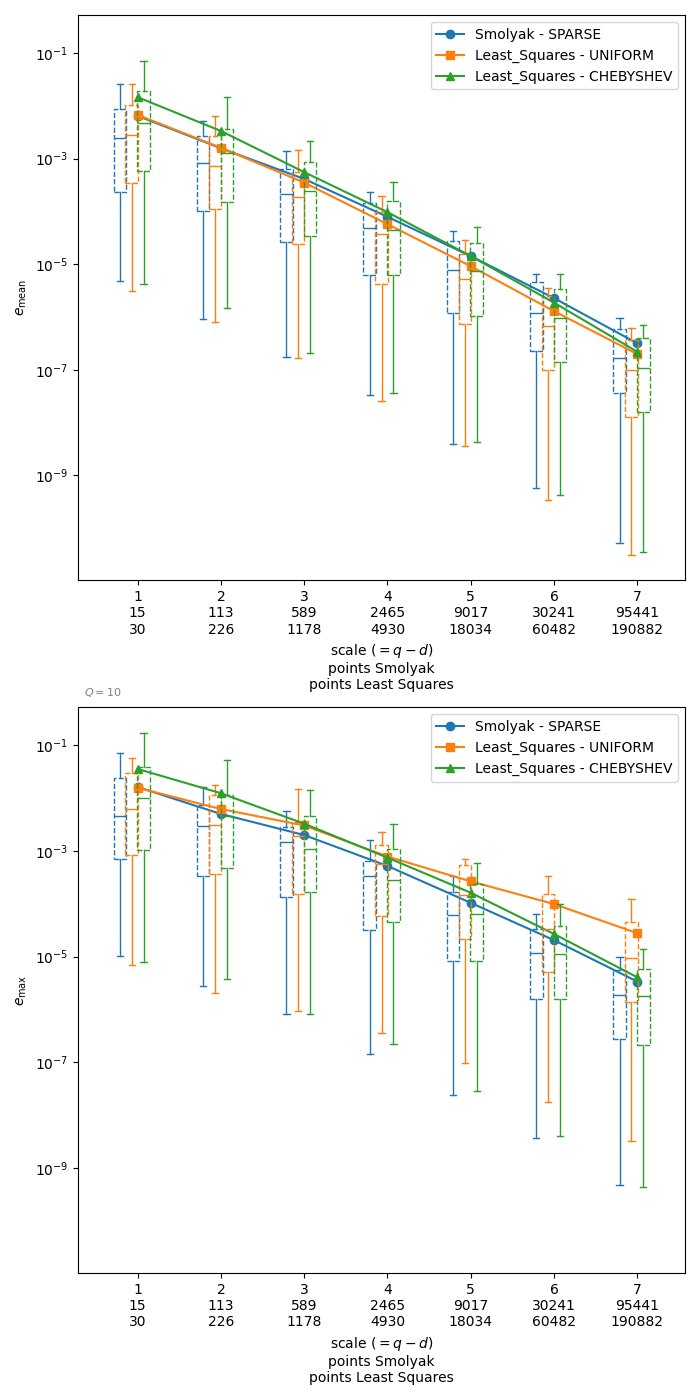 Smolyak - SPARSE
Least_Squares - UNIFORM
Least_Squares - CHEBYSHEV
10⁻¹
10⁻³
10⁻⁵
10⁻⁷
10⁻⁹
e_mean
1 2 3 4 5 6 7
15 113 589 2465 9017 30241 95441
30 226 1178 4930 18034 60482 190882
scale (= q − d)
points Smolyak
points Least Squares
Q = 10
Smolyak - SPARSE
Least_Squares - UNIFORM
Least_Squares - CHEBYSHEV
10⁻¹
10⁻³
10⁻⁵
10⁻⁷
10⁻⁹
e_max
1 2 3 4 5 6 7
15 113 589 2465 9017 30241 95441
30 226 1178 4930 18034 60482 190882
scale (= q − d)
points Smolyak
points Least Squares